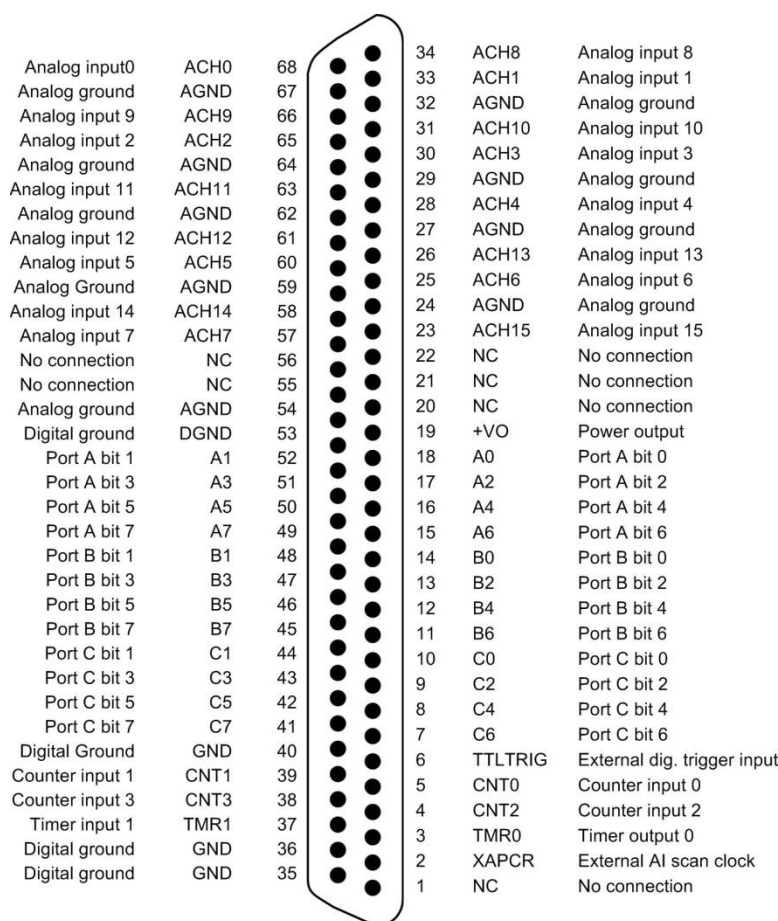 Analog input0 ACH0 68
Analog ground AGND 67
Analog input 9 ACH9 66
Analog input 2 ACH2 65
Analog ground AGND 64
Analog input 11 ACH11 63
Analog ground AGND 62
Analog input 12 ACH12 61
Analog input 5 ACH5 60
Analog Ground AGND 59
Analog input 14 ACH14 58
Analog input 7 ACH7 57
No connection NC 56
No connection NC 55
Analog ground AGND 54
Digital ground DGND 53
Port A bit 1 A1 52
Port A bit 3 A3 51
Port A bit 5 A5 50
Port A bit 7 A7 49
Port B bit 1 B1 48
Port B bit 3 B3 47
Port B bit 5 B5 46
Port B bit 7 B7 45
Port C bit 1 C1 44
Port C bit 3 C3 43
Port C bit 5 C5 42
Port C bit 7 C7 41
Digital Ground GND 40
Counter input 1 CNT1 39
Counter input 3 CNT3 38
Timer input 1 TMR1 37
Digital ground GND 36
Digital ground GND 35
34 ACH8 Analog input 8
33 ACH1 Analog input 1
32 AGND Analog ground
31 ACH10 Analog input 10
30 ACH3 Analog input 3
29 AGND Analog ground
28 ACH4 Analog input 4
27 AGND Analog ground
26 ACH13 Analog input 13
25 ACH6 Analog input 6
24 AGND Analog ground
23 ACH15 Analog input 15
22 NC No connection
21 NC No connection
20 NC No connection
19 +VO Power output
18 A0 Port A bit 0
17 A2 Port A bit 2
16 A4 Port A bit 4
15 A6 Port A bit 6
14 B0 Port B bit 0
13 B2 Port B bit 2
12 B4 Port B bit 4
11 B6 Port B bit 6
10 C0 Port C bit 0
9 C2 Port C bit 2
8 C4 Port C bit 4
7 C6 Port C bit 6
6 TTLTRIG External dig. trigger input
5 CNT0 Counter input 0
4 CNT2 Counter input 2
3 TMR0 Timer output 0
2 XAPCR External AI scan clock
1 NC No connection